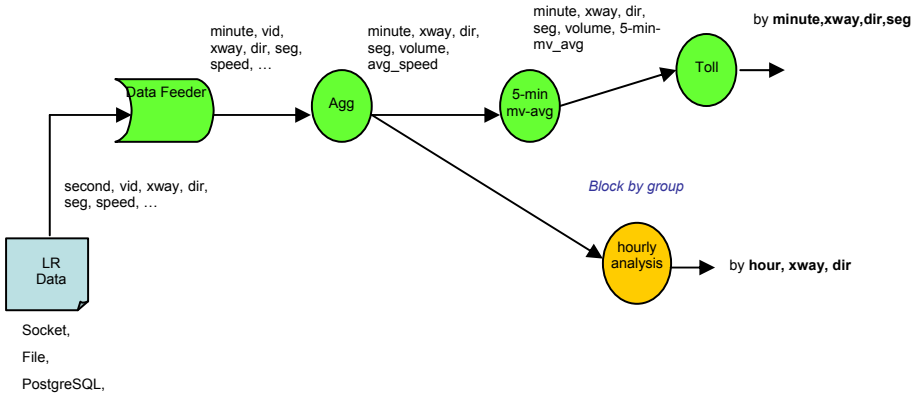 minute, vid,
xway, dir, seg,
speed, …
minute, xway, dir,
seg, volume,
avg_speed
minute, xway, dir,
seg, volume, 5-min-
mv_avg
by minute,xway,dir,seg
Data Feeder
Agg
5-min
mv-avg
Toll
second, vid, xway, dir,
seg, speed, …
Block by group
hourly
analysis
by hour, xway, dir
LR
Data
Socket,
File,
PostgreSQL,